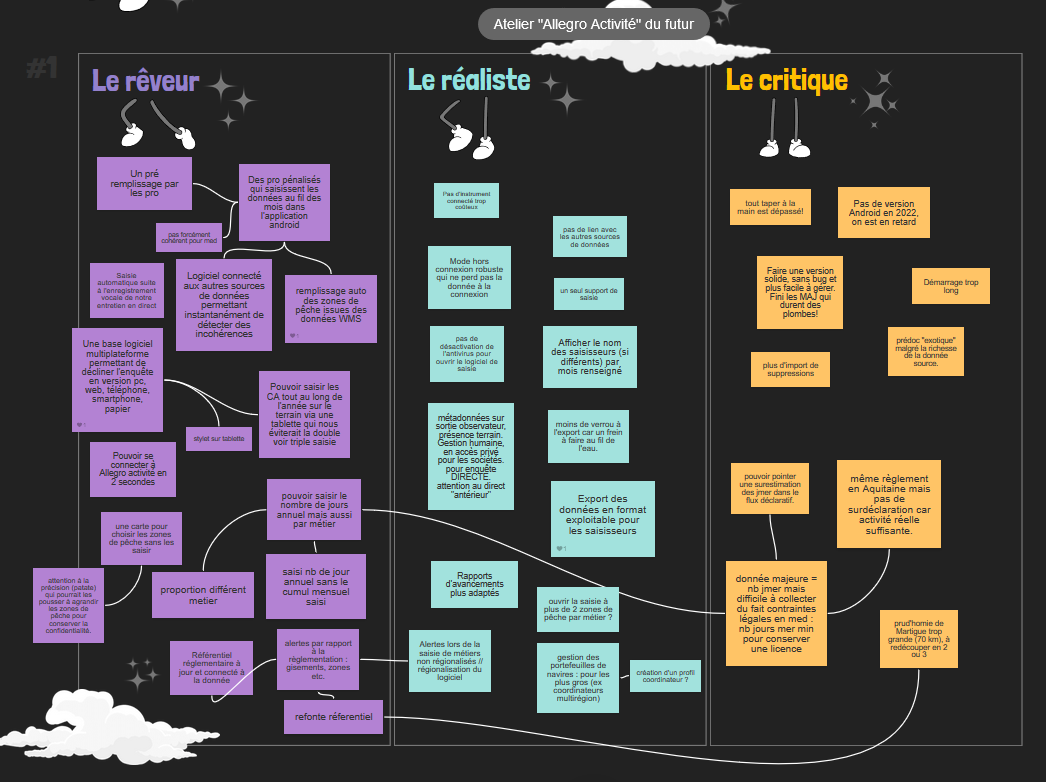 Atelier "Allegro Activité" du futur
#1
Le rêveur
Un pré
remplissage par
les pro
Des pro pénalisés
qui saisissent les
données au fil des
mois dans
l'application
android
pas forcément
cohérent pour med
Saisie
automatique suite
à l'enregistrement
vocale de notre
entretien en direct
Logiciel connecté
aux autres sources
de données
permettant
instantanément de
détecter des
incohérences
remplissage auto
des zones de
pêche issues des
données WMS
1
Une base logiciel
multiplateforme
permettant de
décliner l'enquête
en version pc,
web, téléphone,
smartphone,
papier
1
Pouvoir saisir les
CA tout au long de
l'année sur le
terrain via une
tablette qui nous
éviterait la double
voir triple saisie
stylet sur tablette
Pouvoir se
connecter à
Allegro activité en
2 secondes
pouvoir saisir le
nombre de jours
annuel mais aussi
par métier
une carte pour
choisir les zones
de pêche sans les
saisir
saisi nb de jour
annuel sans le
cumul mensuel
saisi
attention à la
précision (patate)
qui pourrait les
pousser à agrandir
les zones de
pêche pour
conserver la
confidentialité.
proportion différent
metier
Référentiel
réglementaire à
jour et connecté à
la donnée
alertes par rapport
à la
règlementation :
gisements, zones
etc.
refonte réferentiel
Le réaliste
Pas d'instrument
connecté trop
coûteux
pas de lien avec
les autres sources
de données
Mode hors
connexion robuste
qui ne perd pas la
donnée à la
connexion
un seul support de
saisie
pas de
désactivation de
l'antivirus pour
ouvrir le logiciel de
saisie
Afficher le nom
des saisisseurs (si
différents) par
mois renseigné
métadonnées sur
sortie observateur,
présence terrain.
Gestion humaine,
en accès privé
pour les sociétés.
pour enquête
DIRECTE.
attention au direct
"antérieur"
moins de verrou à
l'export car un frein
à faire au fil de
l'eau.
Export des
données en format
exploitable pour
les saisisseurs
1
Rapports
d'avancements
plus adaptés
ouvrir la saisie à
plus de 2 zones de
pêche par métier ?
Alertes lors de la
saisie de métiers
non régionalisés //
régionalisation du
logiciel
gestion des
portefeuilles de
navires : pour les
plus gros (ex
coordinateurs
multirégion)
création d'un profil
coordinateur ?
Le critique
tout taper à la
main est dépassé!
Pas de version
Android en 2022,
on est en retard
Faire une version
solide, sans bug et
plus facile à gérer.
Fini les MAJ qui
durent des
plombes!
Démarrage trop
long
prédoc "exotique"
malgré la richesse
de la donnée
source.
plus d'import de
suppressions
pouvoir pointer
une surestimation
des jmer dans le
flux déclaratif.
même règlement
en Aquitaine mais
pas de
surdéclaration car
activité réelle
suffisante.
donnée majeure =
nb jmer mais
difficile à collecter
du fait contraintes
légales en med :
nb jours mer min
pour conserver
une licence
prud'homie de
Martigue trop
grande (70 km), à
redécouper en 2
ou 3